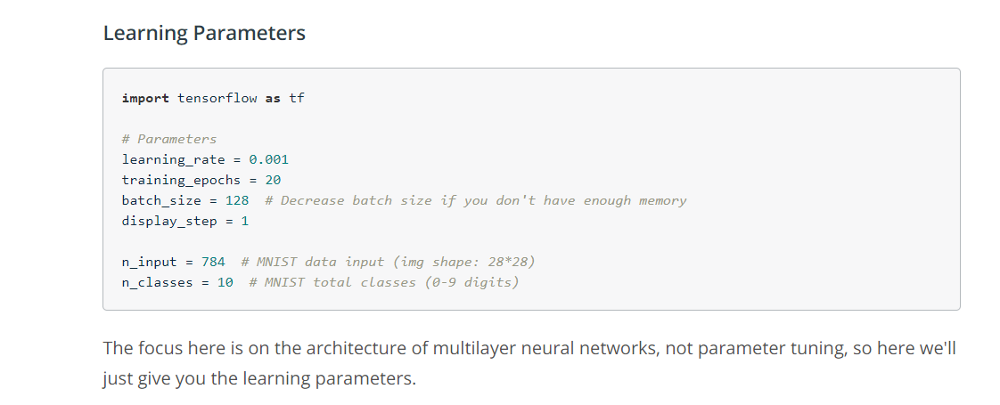 Learning Parameters
import tensorflow as tf
# Parameters
learning_rate = 0.001
training_epochs = 20
batch_size = 128  # Decrease batch size if you don't have enough memory
display_step = 1
n_input = 784  # MNIST data input (img shape: 28*28)
n_classes = 10  # MNIST total classes (0-9 digits)
The focus here is on the architecture of multilayer neural networks, not parameter tuning, so here we'll
just give you the learning parameters.